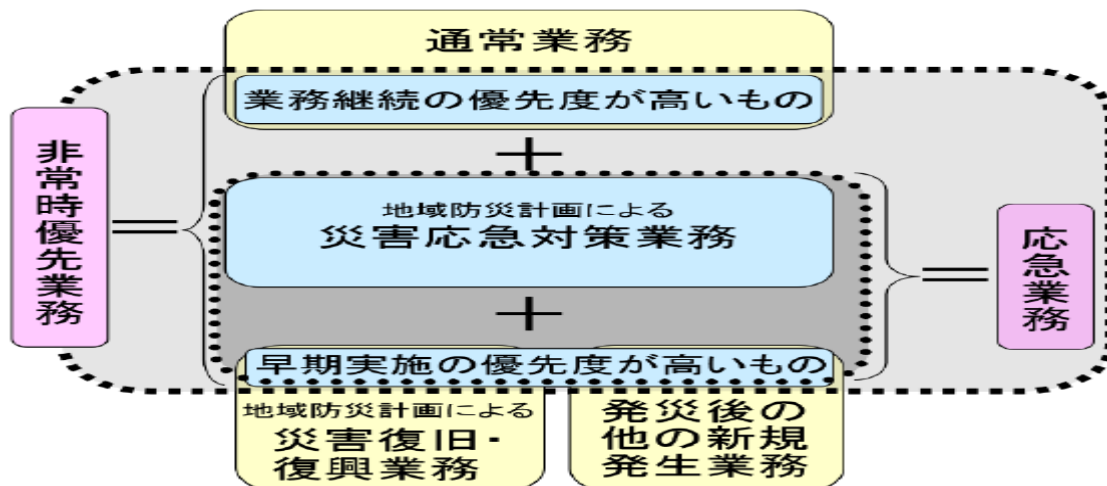 通常業務
業務継続の優先度が高いもの
＋
非常時優先業務
＝
地域防災計画による
災害応急対策業務
＝
応急業務
＋
早期実施の優先度が高いもの
地域防災計画による
災害復旧・
復興業務
発災後の
他の新規
発生業務